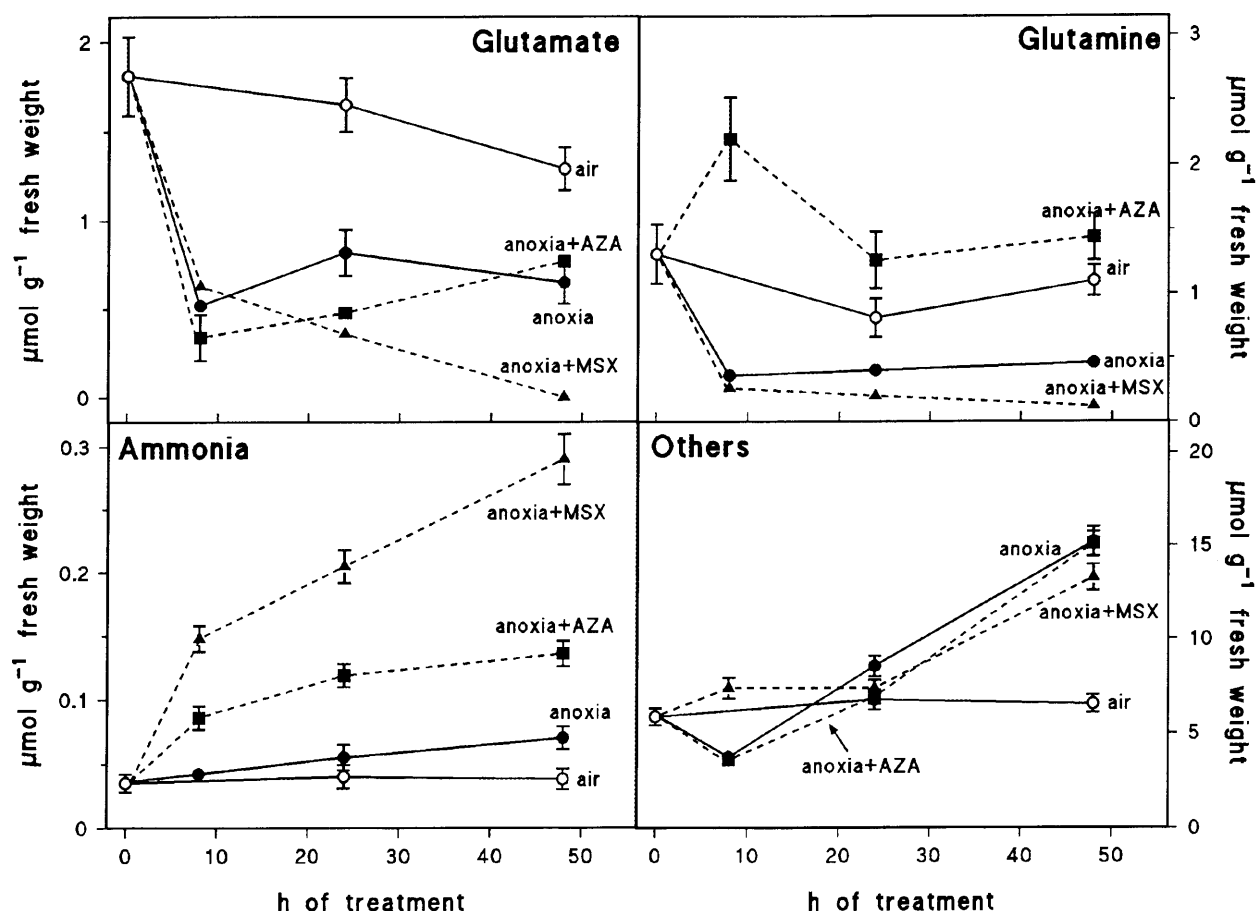 Glutamate
2
1
0
µmol g⁻¹ fresh weight
air
anoxia+AZA
anoxia
anoxia+MSX
Glutamine
3
2
1
0
µmol g⁻¹ fresh weight
anoxia+AZA
air
anoxia
anoxia+MSX
Ammonia
0.3
0.2
0.1
0
µmol g⁻¹ fresh weight
anoxia+MSX
anoxia+AZA
anoxia
air
0 10 20 30 40 50
h of treatment
Others
20
15
10
5
0
µmol g⁻¹ fresh weight
anoxia
anoxia+MSX
air
anoxia+AZA
0 10 20 30 40 50
h of treatment